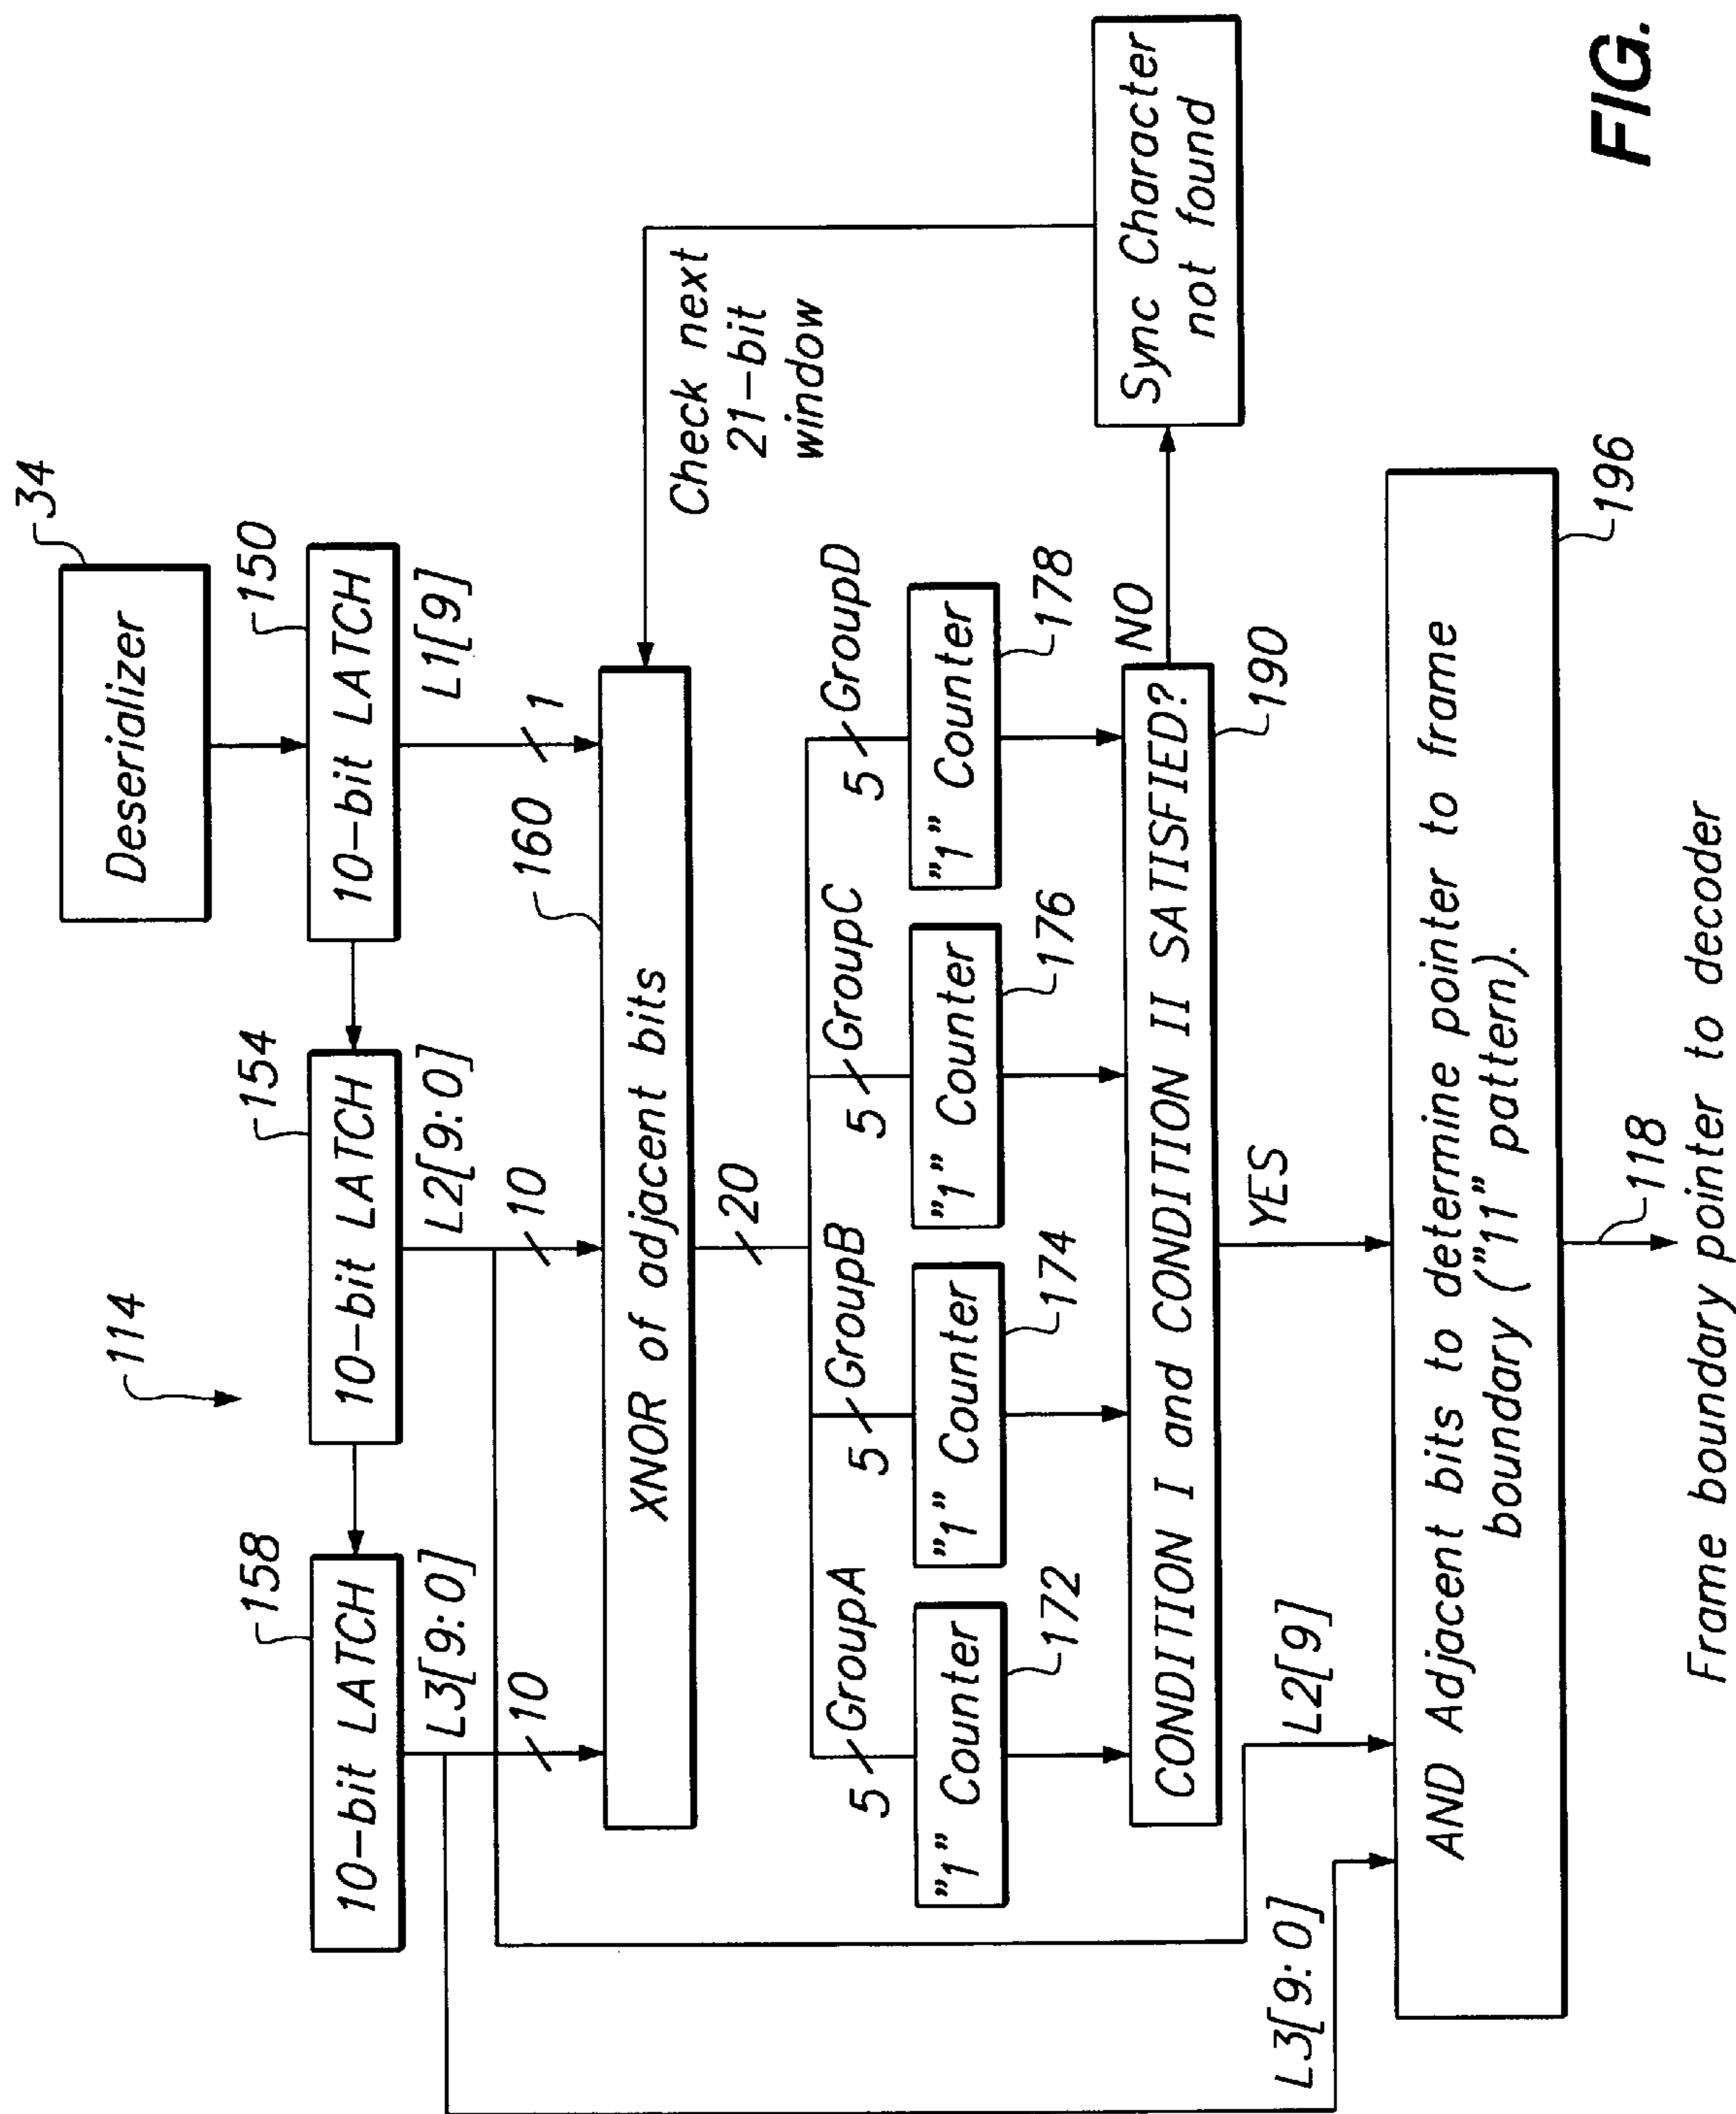 114
34
Deserializer
158
154
150
10-bit LATCH
10-bit LATCH
10-bit LATCH
L3[9:0]
L2[9:0]
L1[9]
10
10
1
160
Check next
21-bit
window
XNOR of adjacent bits
20
5
GroupA
5
GroupB
5
GroupC
5
GroupD
"1" Counter
"1" Counter
"1" Counter
"1" Counter
172
174
176
178
CONDITION I and CONDITION II SATISFIED?
NO
Sync Character
not found
190
YES
L3[9:0]
L2[9]
AND Adjacent bits to determine pointer to frame
boundary ("11" pattern).
196
118
Frame boundary pointer to decoder
FIG.